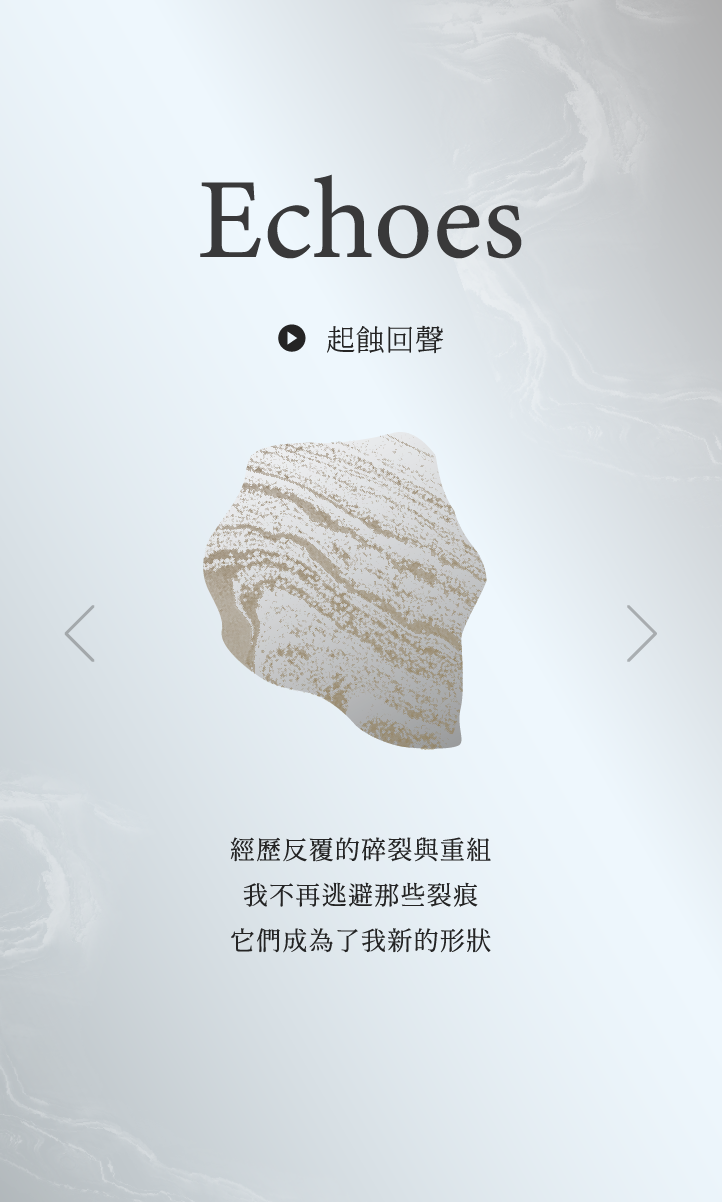 Echoes
起蝕回聲
經歷反覆的碎裂與重組
我不再逃避那些裂痕
它們成為了我新的形狀